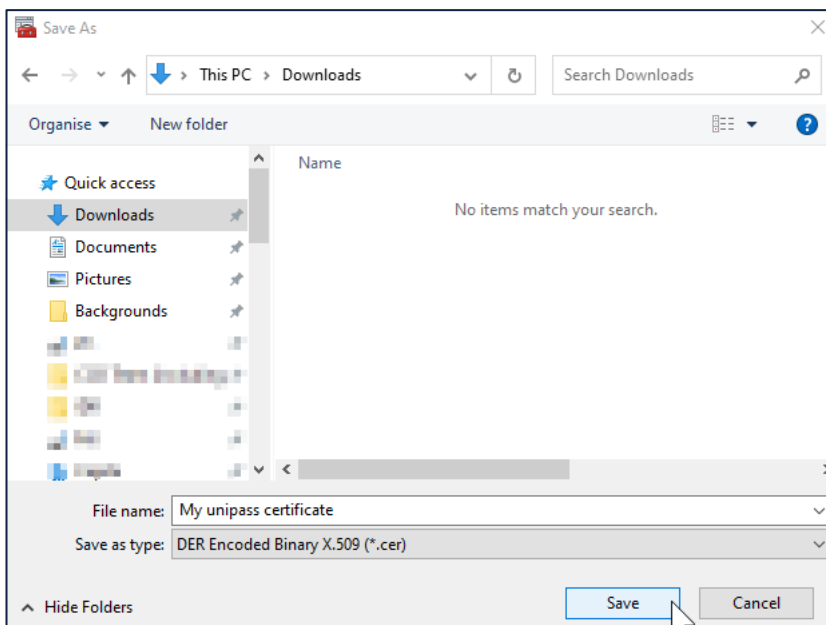 Save As
This PC > Downloads
Search Downloads
Organise
New folder
Name
Quick access
No items match your search.
Downloads
Documents
Pictures
Backgrounds
File name: My unipass certificate
Save as type: DER Encoded Binary X.509 (*.cer)
Hide Folders
Save
Cancel